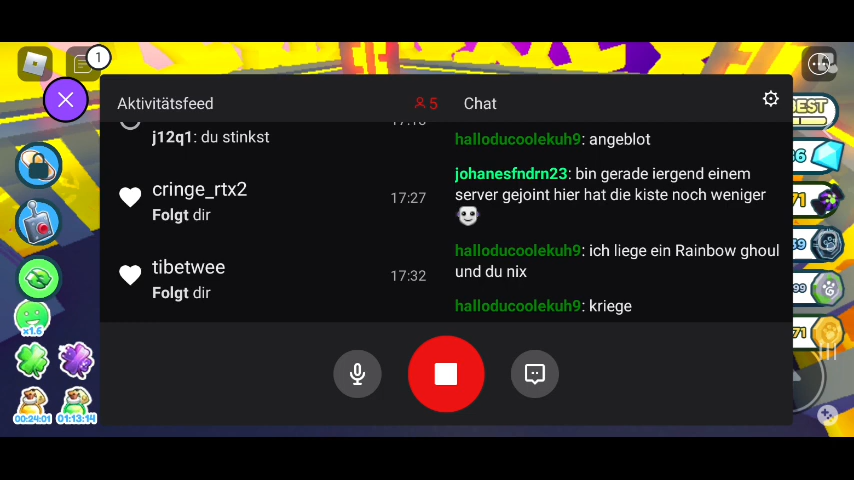 1
Aktivitätsfeed
5
Chat
j12q1: du stinkst
cringe_rtx2
Folgt dir
17:27
tibetwee
Folgt dir
17:32
halloducoolekuh9: angeblot
johanesfndrn23: bin gerade iergend einem
server gejoint hier hat die kiste noch weniger
halloducoolekuh9: ich liege ein Rainbow ghoul
und du nix
halloducoolekuh9: kriege
x1.6
00:24:01
01:13:14